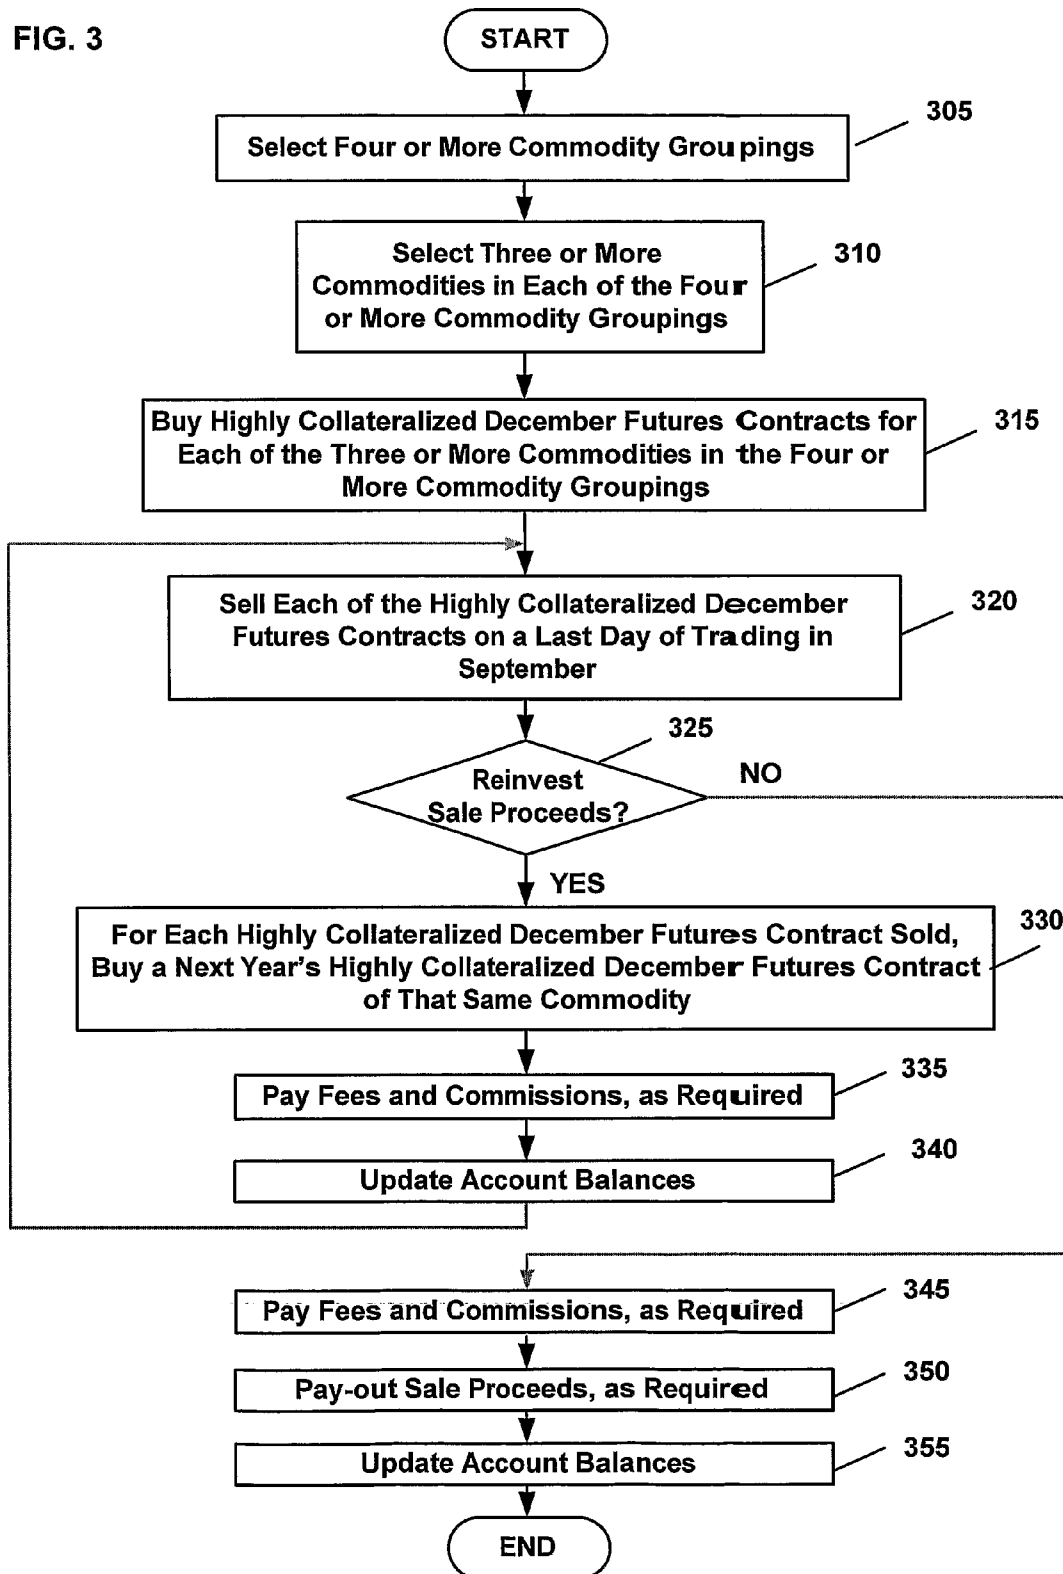 FIG. 3
START
305
Select Four or More Commodity Groupings
310
Select Three or More
Commodities in Each of the Four
or More Commodity Groupings
315
Buy Highly Collateralized December Futures Contracts for
Each of the Three or More Commodities in the Four or
More Commodity Groupings
320
Sell Each of the Highly Collateralized December
Futures Contracts on a Last Day of Trading in
September
325
Reinvest
Sale Proceeds?
NO
YES
330
For Each Highly Collateralized December Futures Contract Sold,
Buy a Next Year's Highly Collateralized December Futures Contract
of That Same Commodity
335
Pay Fees and Commissions, as Required
340
Update Account Balances
345
Pay Fees and Commissions, as Required
350
Pay-out Sale Proceeds, as Required
355
Update Account Balances
END